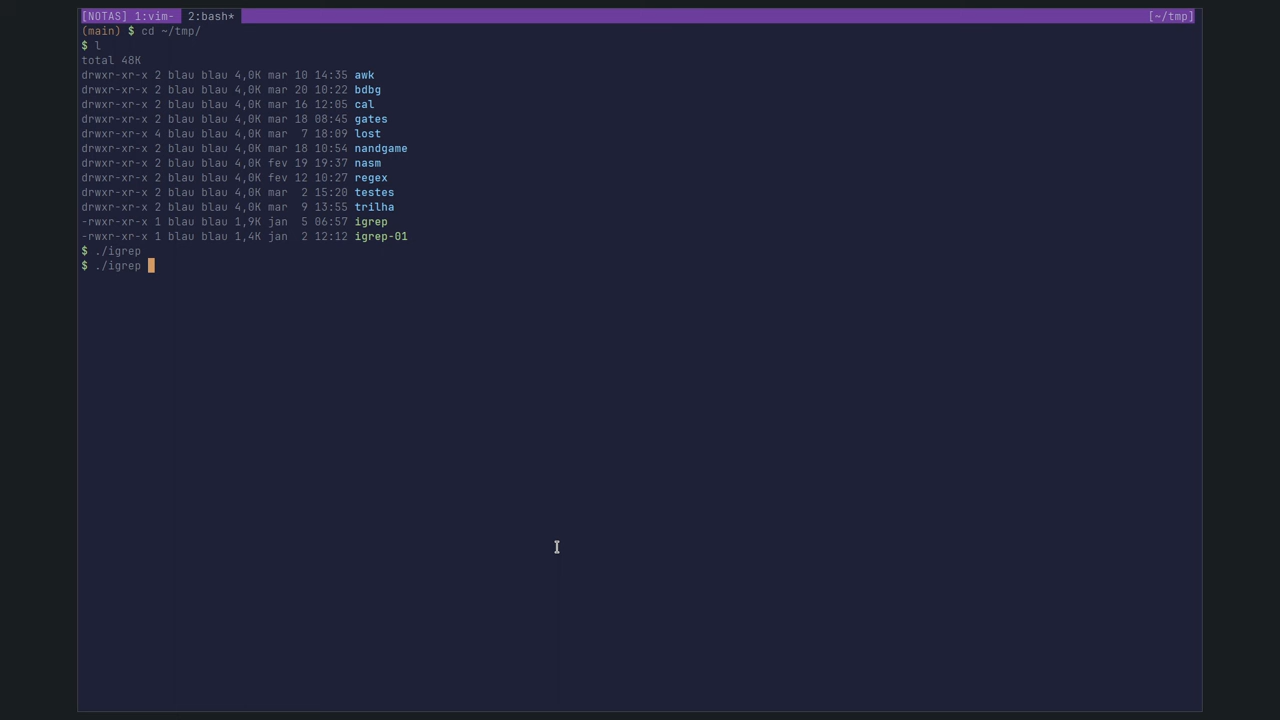 [NOTAS] 1:vim- 2:bash* [~/tmp]
(main) $ cd ~/tmp/
$ l
total 48K
drwxr-xr-x 2 blau blau 4,0K mar 10 14:35 awk
drwxr-xr-x 2 blau blau 4,0K mar 20 10:22 bdbg
drwxr-xr-x 2 blau blau 4,0K mar 16 12:05 cal
drwxr-xr-x 2 blau blau 4,0K mar 18 08:45 gates
drwxr-xr-x 4 blau blau 4,0K mar  7 18:09 lost
drwxr-xr-x 2 blau blau 4,0K mar 18 10:54 nandgame
drwxr-xr-x 2 blau blau 4,0K fev 19 19:37 nasm
drwxr-xr-x 2 blau blau 4,0K fev 12 10:27 regex
drwxr-xr-x 2 blau blau 4,0K mar  2 15:20 testes
drwxr-xr-x 2 blau blau 4,0K mar  9 13:55 trilha
-rwxr-xr-x 1 blau blau 1,9K jan  5 06:57 igrep
-rwxr-xr-x 1 blau blau 1,4K jan  2 12:12 igrep-01
$ ./igrep
$ ./igrep